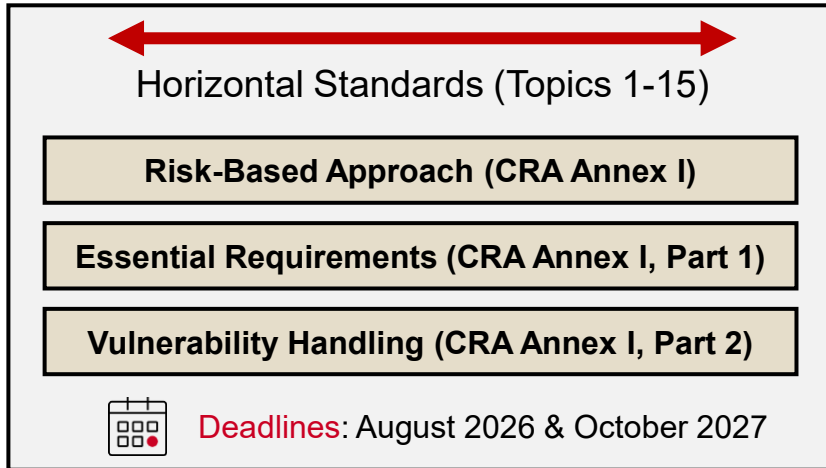 Horizontal Standards (Topics 1-15)
Risk-Based Approach (CRA Annex I)
Essential Requirements (CRA Annex I, Part 1)
Vulnerability Handling (CRA Annex I, Part 2)
Deadlines: August 2026 & October 2027